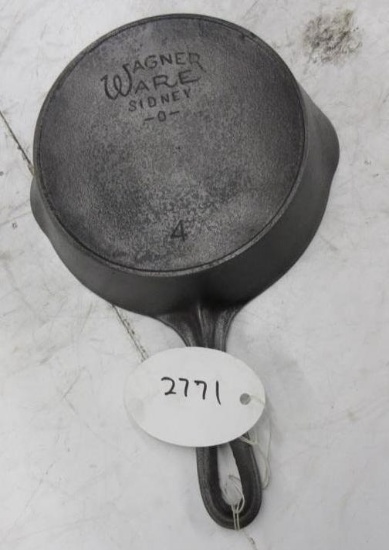 WAGNER
WARE
SIDNEY
-O-
4
2771